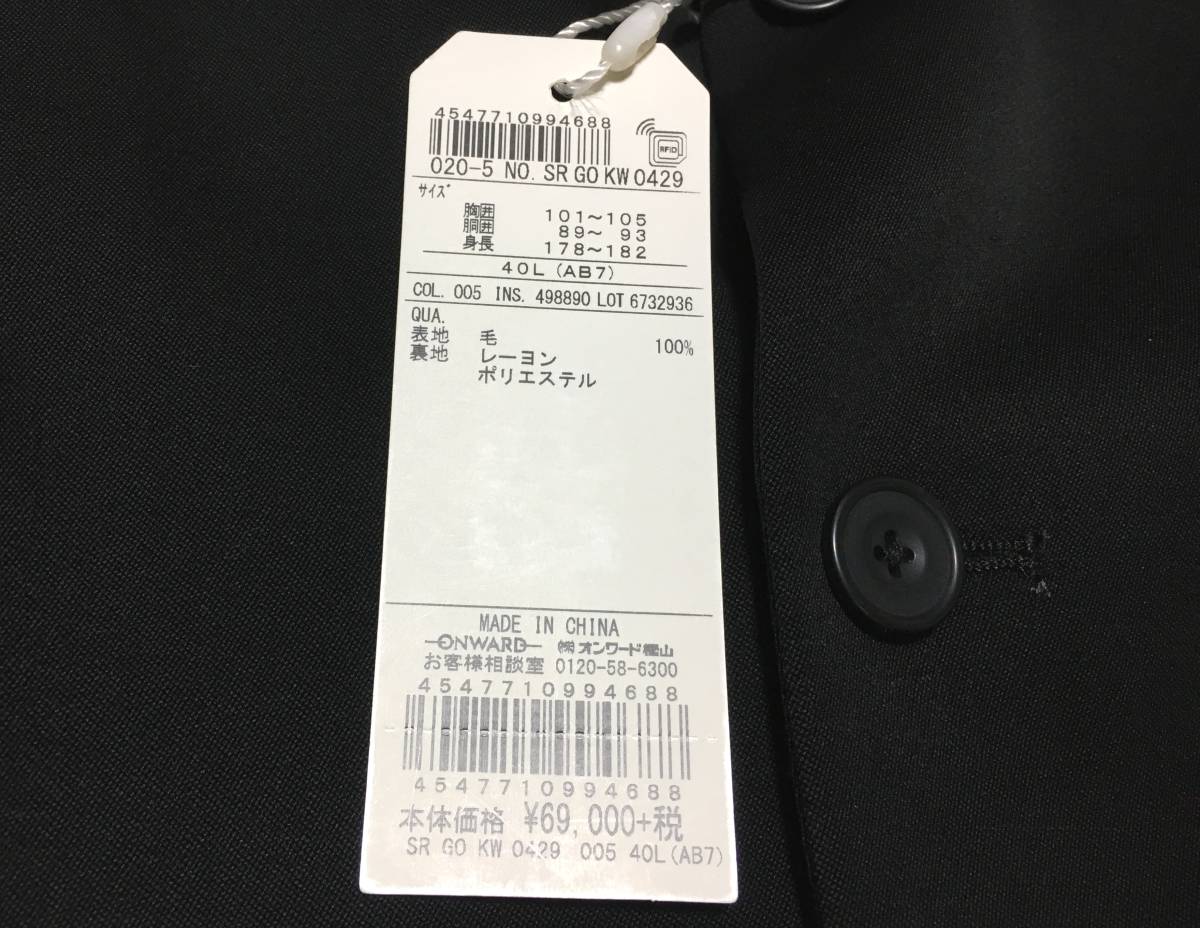 4547710994688
RFID
020-5 NO. SR GO KW 0429
サイズ
胸囲 101〜105
胴囲 89〜 93
身長 178〜182
40L (AB7)
COL. 005 INS. 498890 LOT 6732936
QUA.
表地 毛 100%
裏地 レーヨン
ポリエステル
MADE IN CHINA
ONWARD ㈱オンワード樫山
お客様相談室 0120-58-6300
4547710994688
4547710994688
本体価格 ¥69,000+税
SR GO KW 0429 005 40L(AB7)